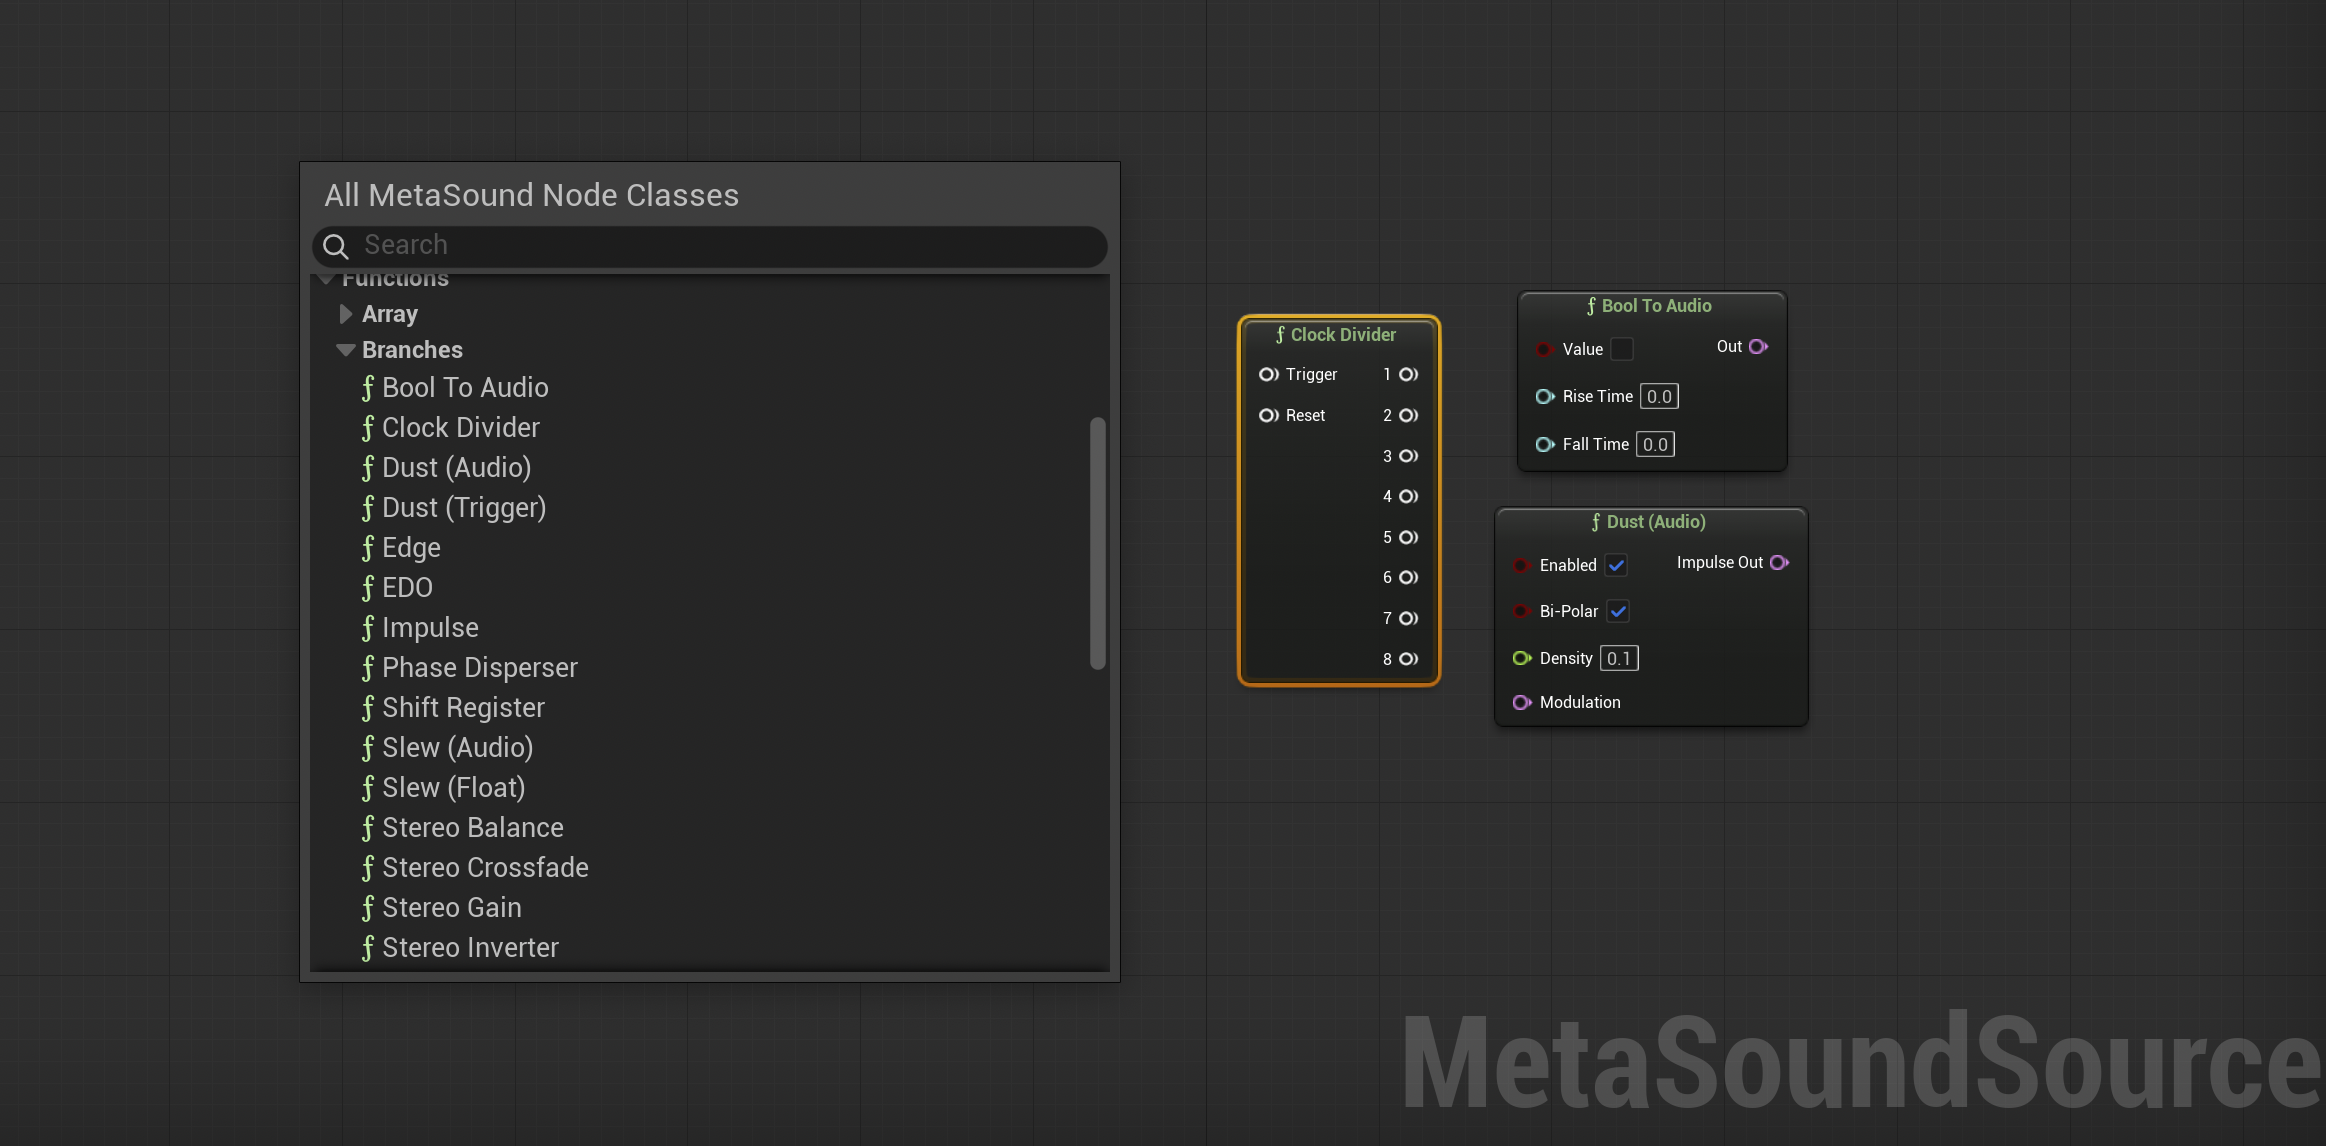 All MetaSound Node Classes
Search
Functions
Array
Branches
Bool To Audio
Clock Divider
Dust (Audio)
Dust (Trigger)
Edge
EDO
Impulse
Phase Disperser
Shift Register
Slew (Audio)
Slew (Float)
Stereo Balance
Stereo Crossfade
Stereo Gain
Stereo Inverter
Clock Divider
Trigger 1
Reset 2
3
4
5
6
7
8
Bool To Audio
Value Out
Rise Time 0.0
Fall Time 0.0
Dust (Audio)
Enabled Impulse Out
Bi-Polar
Density 0.1
Modulation
MetaSoundSource